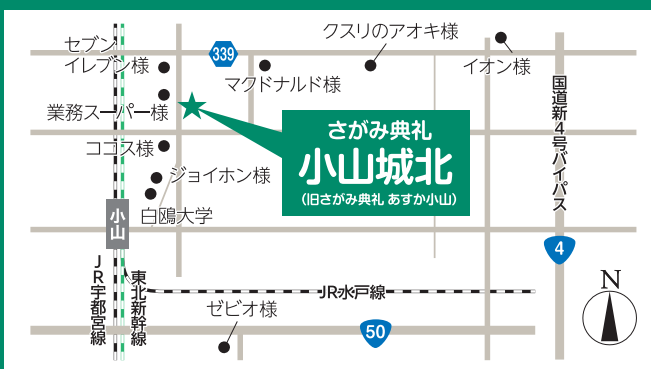 セブン
イレブン様
339
マクドナルド様
クスリのアオキ様
イオン様
業務スーパー様
ココス様
ジョイホン様
白鴎大学
さがみ典礼
小山城北
(旧さがみ典礼 あすか小山)
国道新4号バイパス
4
小山
JR宇都宮線
東北新幹線
JR水戸線
ゼビオ様
50
N